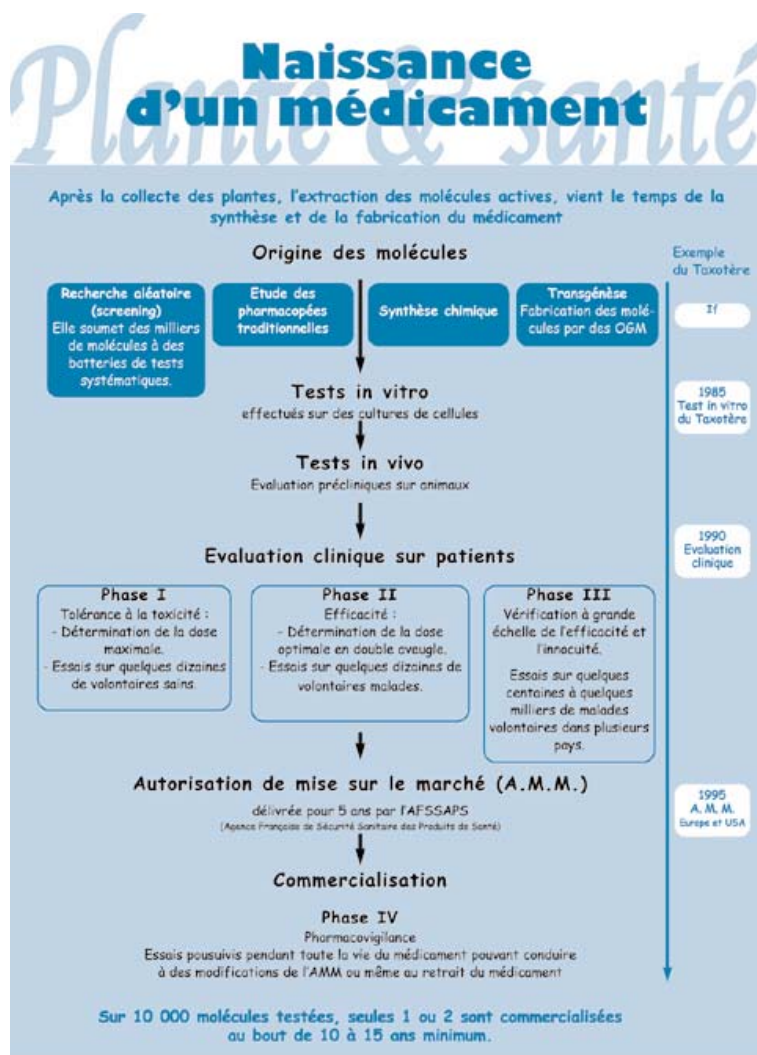 Plante & santé
Naissance
d'un médicament
Après la collecte des plantes, l'extraction des molécules actives, vient le temps de la
synthèse et de la fabrication du médicament
Origine des molécules
Exemple
du Taxotère
Recherche aléatoire
(screening)
Elle soumet des milliers
de molécules à des
batteries de tests
systématiques.
Etude des
pharmacopées
traditionnelles
Synthèse chimique
Transgénèse
Fabrication des molé-
cules par des OGM
If
Tests in vitro
effectués sur des cultures de cellules
1985
Test in vitro
du Taxotère
Tests in vivo
Evaluation précliniques sur animaux
Evaluation clinique sur patients
1990
Evaluation
clinique
Phase I
Tolérance à la toxicité :
- Détermination de la dose
maximale.
- Essais sur quelques dizaines
de volontaires sains.
Phase II
Efficacité :
- Détermination de la dose
optimale en double aveugle.
- Essais sur quelques dizaines de
volontaires malades.
Phase III
Vérification à grande
échelle de l'efficacité et
l'innocuité.
Essais sur quelques
centaines à quelques
milliers de malades
volontaires dans plusieurs
pays.
Autorisation de mise sur le marché (A.M.M.)
délivrée pour 5 ans par l'AFSSAPS
(Agence Française de Sécurité Sanitaire des Produits de Santé)
1995
A. M. M.
Europe et USA
Commercialisation
Phase IV
Pharmacovigilance
Essais pousuivis pendant toute la vie du médicament pouvant conduire
à des modifications de l'AMM ou même au retrait du médicament
Sur 10 000 molécules testées, seules 1 ou 2 sont commercialisées
au bout de 10 à 15 ans minimum.